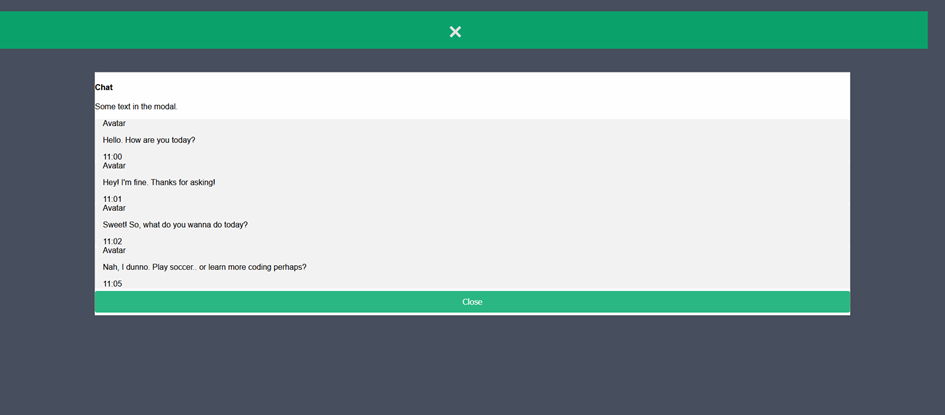 ×
Chat
Some text in the modal.
Avatar
Hello. How are you today?
11:00
Avatar
Hey! I'm fine. Thanks for asking!
11:01
Avatar
Sweet! So, what do you wanna do today?
11:02
Avatar
Nah, I dunno. Play soccer.. or learn more coding perhaps?
11:05
Close